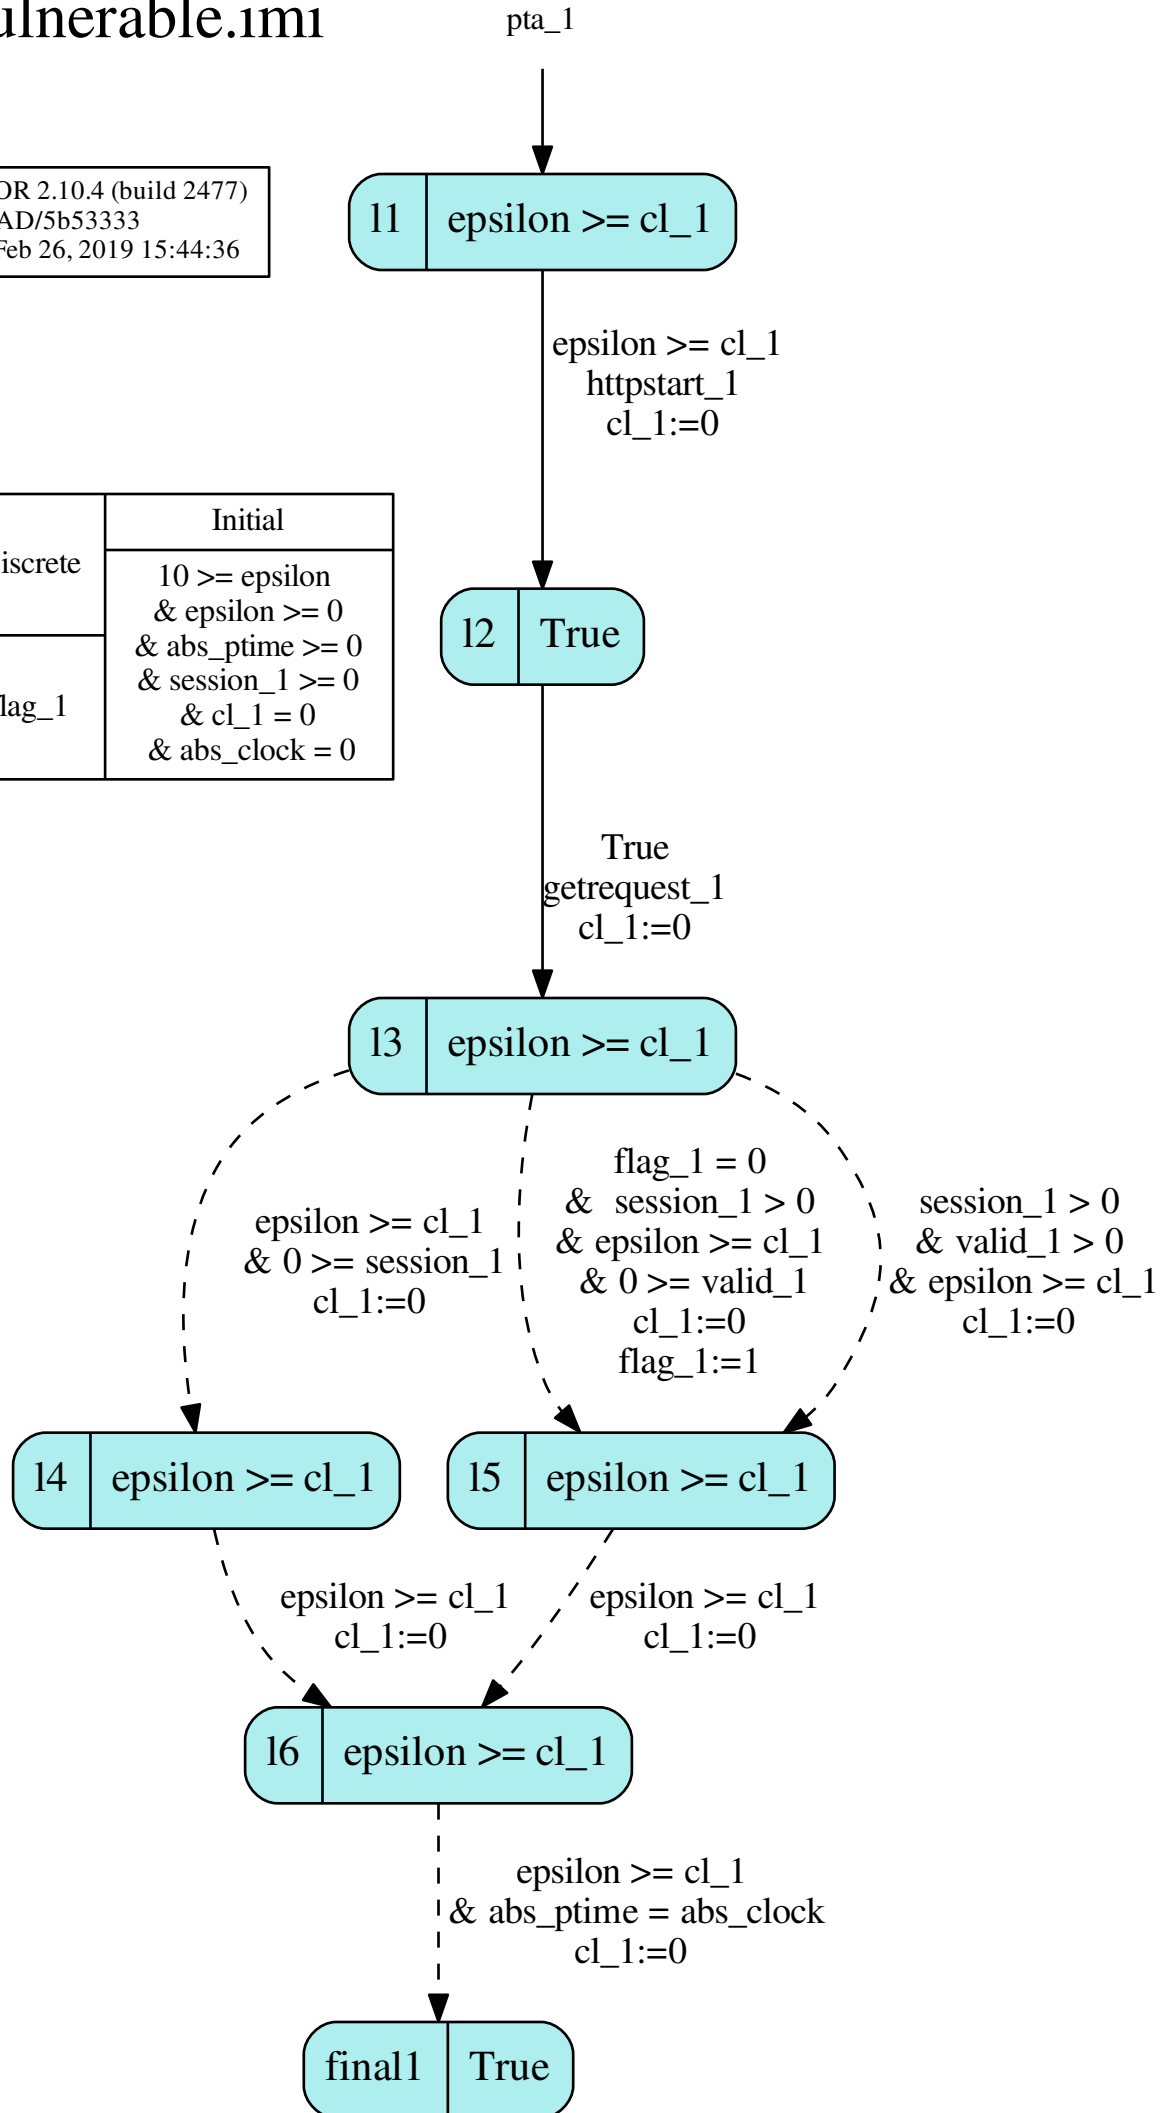 ulnerable.imi
pta_1
OR 2.10.4 (build 2477)
AD/5b53333
Feb 26, 2019 15:44:36
l1 epsilon >= cl_1
epsilon >= cl_1
httpstart_1
cl_1:=0
iscrete
lag_1
Initial
10 >= epsilon
& epsilon >= 0
& abs_ptime >= 0
& session_1 >= 0
& cl_1 = 0
& abs_clock = 0
l2 True
True
getrequest_1
cl_1:=0
l3 epsilon >= cl_1
epsilon >= cl_1
& 0 >= session_1
cl_1:=0
flag_1 = 0
& session_1 > 0
& epsilon >= cl_1
& 0 >= valid_1
cl_1:=0
flag_1:=1
session_1 > 0
& valid_1 > 0
& epsilon >= cl_1
cl_1:=0
l4 epsilon >= cl_1
l5 epsilon >= cl_1
epsilon >= cl_1
cl_1:=0
epsilon >= cl_1
cl_1:=0
l6 epsilon >= cl_1
epsilon >= cl_1
& abs_ptime = abs_clock
cl_1:=0
final1 True